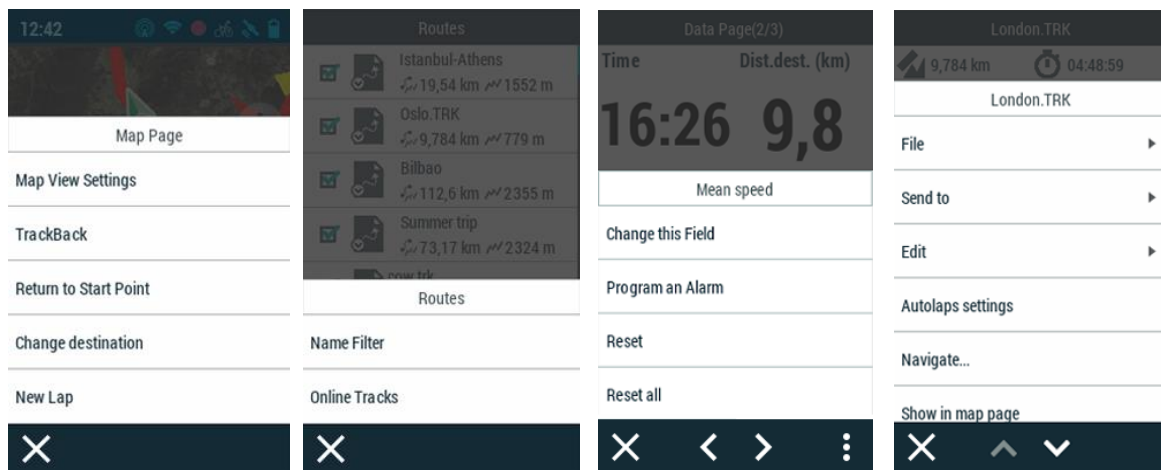 12:42
Map Page
Map View Settings
TrackBack
Return to Start Point
Change destination
New Lap
Routes
Istanbul-Athens
19,54 km 1552 m
Oslo.TRK
9,784 km 779 m
Bilbao
112,6 km 2355 m
Summer trip
73,17 km 2324 m
cow.trk
Routes
Name Filter
Online Tracks
Data Page(2/3)
Time Dist.dest. (km)
16:26 9,8
Mean speed
Change this Field
Program an Alarm
Reset
Reset all
London.TRK
9,784 km 04:48:59
London.TRK
File
Send to
Edit
Autolaps settings
Navigate...
Show in map page